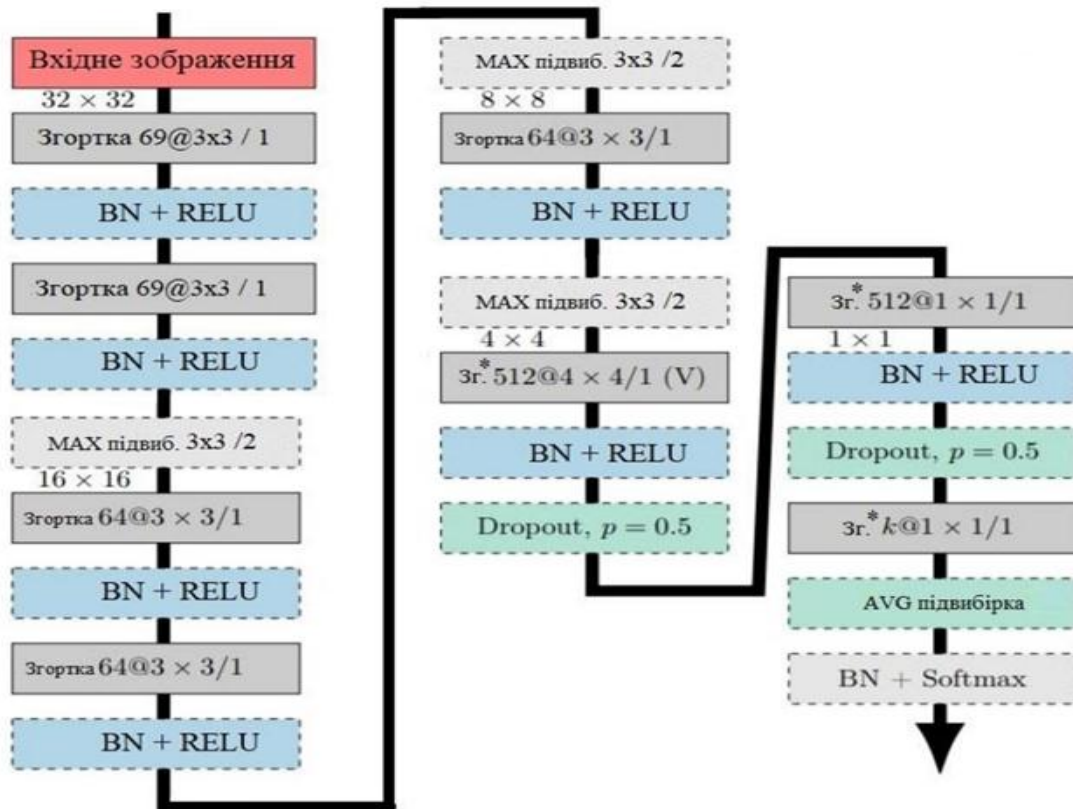 Вхідне зображення
32 × 32
Згортка 69@3x3 / 1
BN + RELU
Згортка 69@3x3 / 1
BN + RELU
MAX підвиб. 3x3 /2
16 × 16
Згортка 64@3 × 3/1
BN + RELU
Згортка 64@3 × 3/1
BN + RELU
MAX підвиб. 3x3 /2
8 × 8
Згортка 64@3 × 3/1
BN + RELU
MAX підвиб. 3x3 /2
4 × 4
Зг.* 512@4 × 4/1 (V)
BN + RELU
Dropout, p = 0.5
Зг.* 512@1 × 1/1
1 × 1
BN + RELU
Dropout, p = 0.5
Зг.* k@1 × 1/1
AVG підвибірка
BN + Softmax